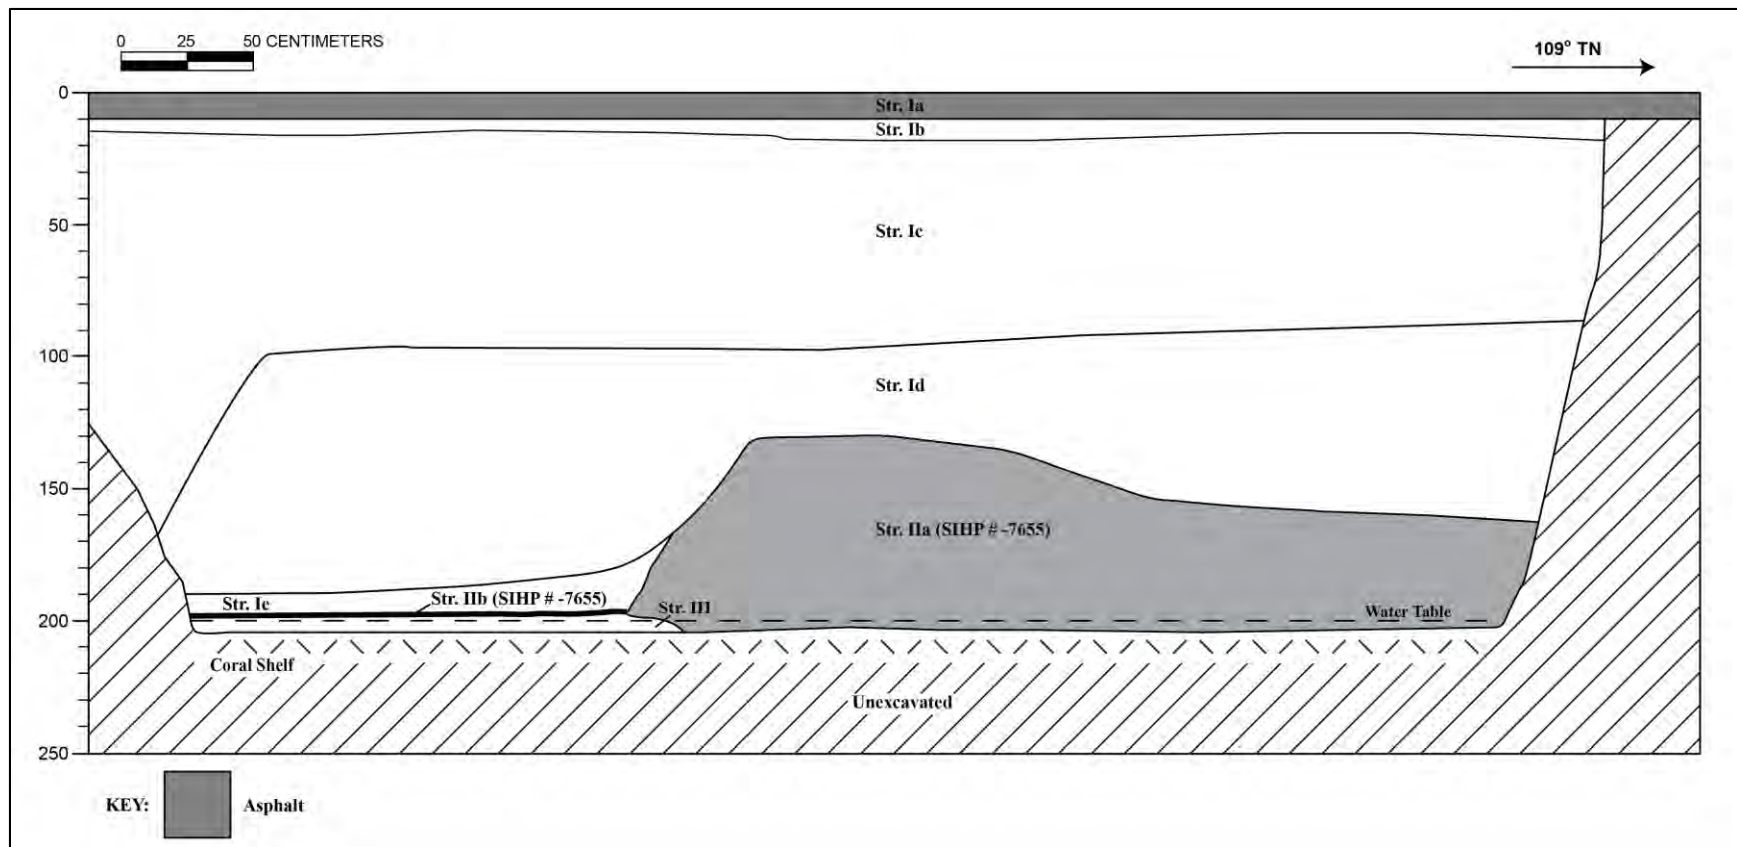 0 25 50 CENTIMETERS
109° TN
0
Str. Ia
Str. Ib
50
Str. Ic
100
Str. Id
150
Str. IIa (SIHP # -7655)
Str. Ie
Str. IIb (SIHP # -7655)
Str. III
Water Table
200
Coral Shelf
Unexcavated
250
KEY:
Asphalt